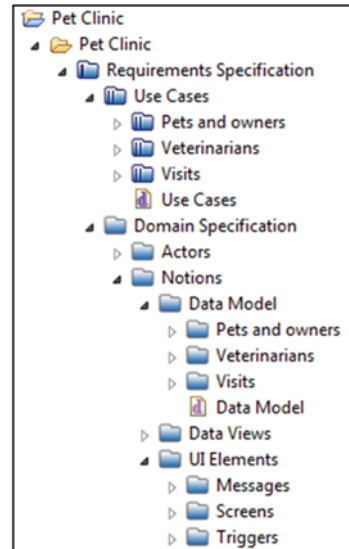 Pet Clinic
Pet Clinic
Requirements Specification
Use Cases
Pets and owners
Veterinarians
Visits
Use Cases
Domain Specification
Actors
Notions
Data Model
Pets and owners
Veterinarians
Visits
Data Model
Data Views
UI Elements
Messages
Screens
Triggers